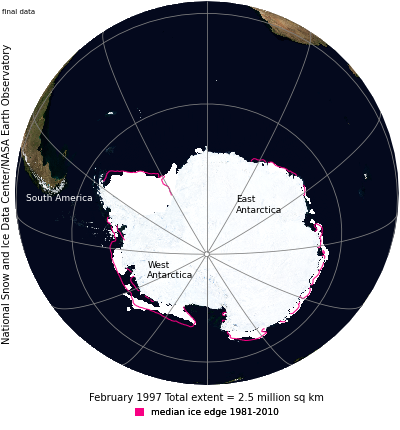 final data
National Snow and Ice Data Center/NASA Earth Observatory
South America
East
Antarctica
West
Antarctica
February 1997 Total extent = 2.5 million sq km
median ice edge 1981-2010